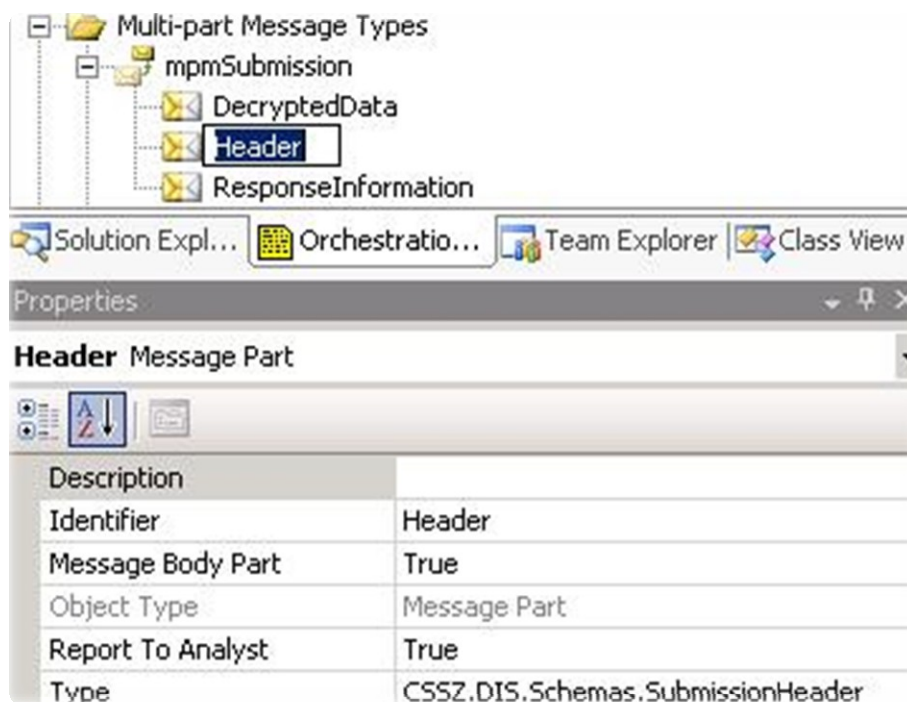 Multi-part Message Types
mpmSubmission
DecryptedData
Header
ResponseInformation
Solution Expl... Orchestratio... Team Explorer Class View
Properties
Header Message Part
Description
Identifier Header
Message Body Part True
Object Type Message Part
Report To Analyst True
Type CSSZ.DIS.Schemas.SubmissionHeader